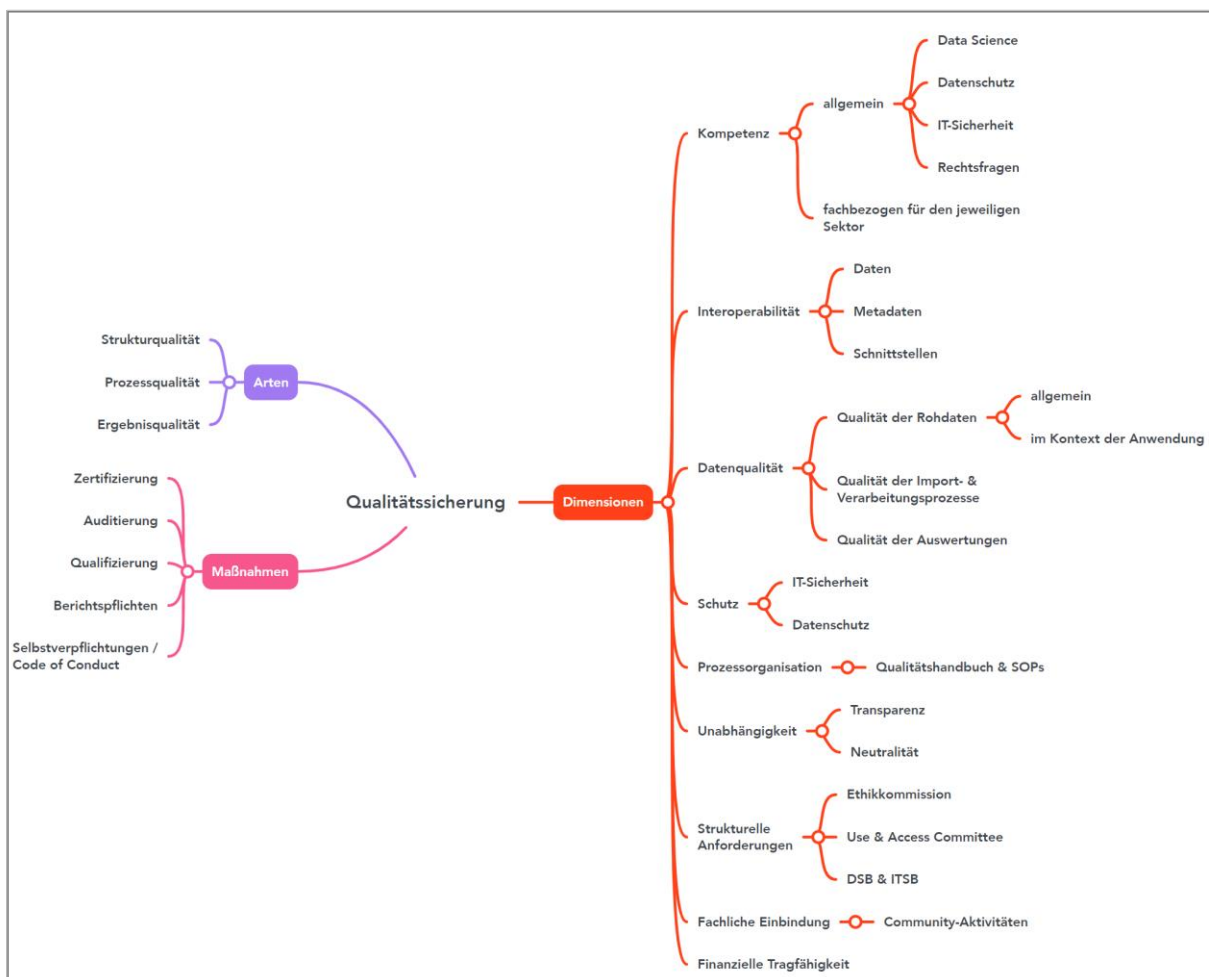 Qualitätssicherung
Arten
Strukturqualität
Prozessqualität
Ergebnisqualität
Maßnahmen
Zertifizierung
Auditierung
Qualifizierung
Berichtspflichten
Selbstverpflichtungen /
Code of Conduct
Dimensionen
Kompetenz
allgemein
Data Science
Datenschutz
IT-Sicherheit
Rechtsfragen
fachbezogen für den jeweiligen
Sektor
Interoperabilität
Daten
Metadaten
Schnittstellen
Datenqualität
Qualität der Rohdaten
allgemein
im Kontext der Anwendung
Qualität der Import- &
Verarbeitungsprozesse
Qualität der Auswertungen
Schutz
IT-Sicherheit
Datenschutz
Prozessorganisation
Qualitätshandbuch & SOPs
Unabhängigkeit
Transparenz
Neutralität
Strukturelle
Anforderungen
Ethikkommission
Use & Access Committee
DSB & ITSB
Fachliche Einbindung
Community-Aktivitäten
Finanzielle Tragfähigkeit